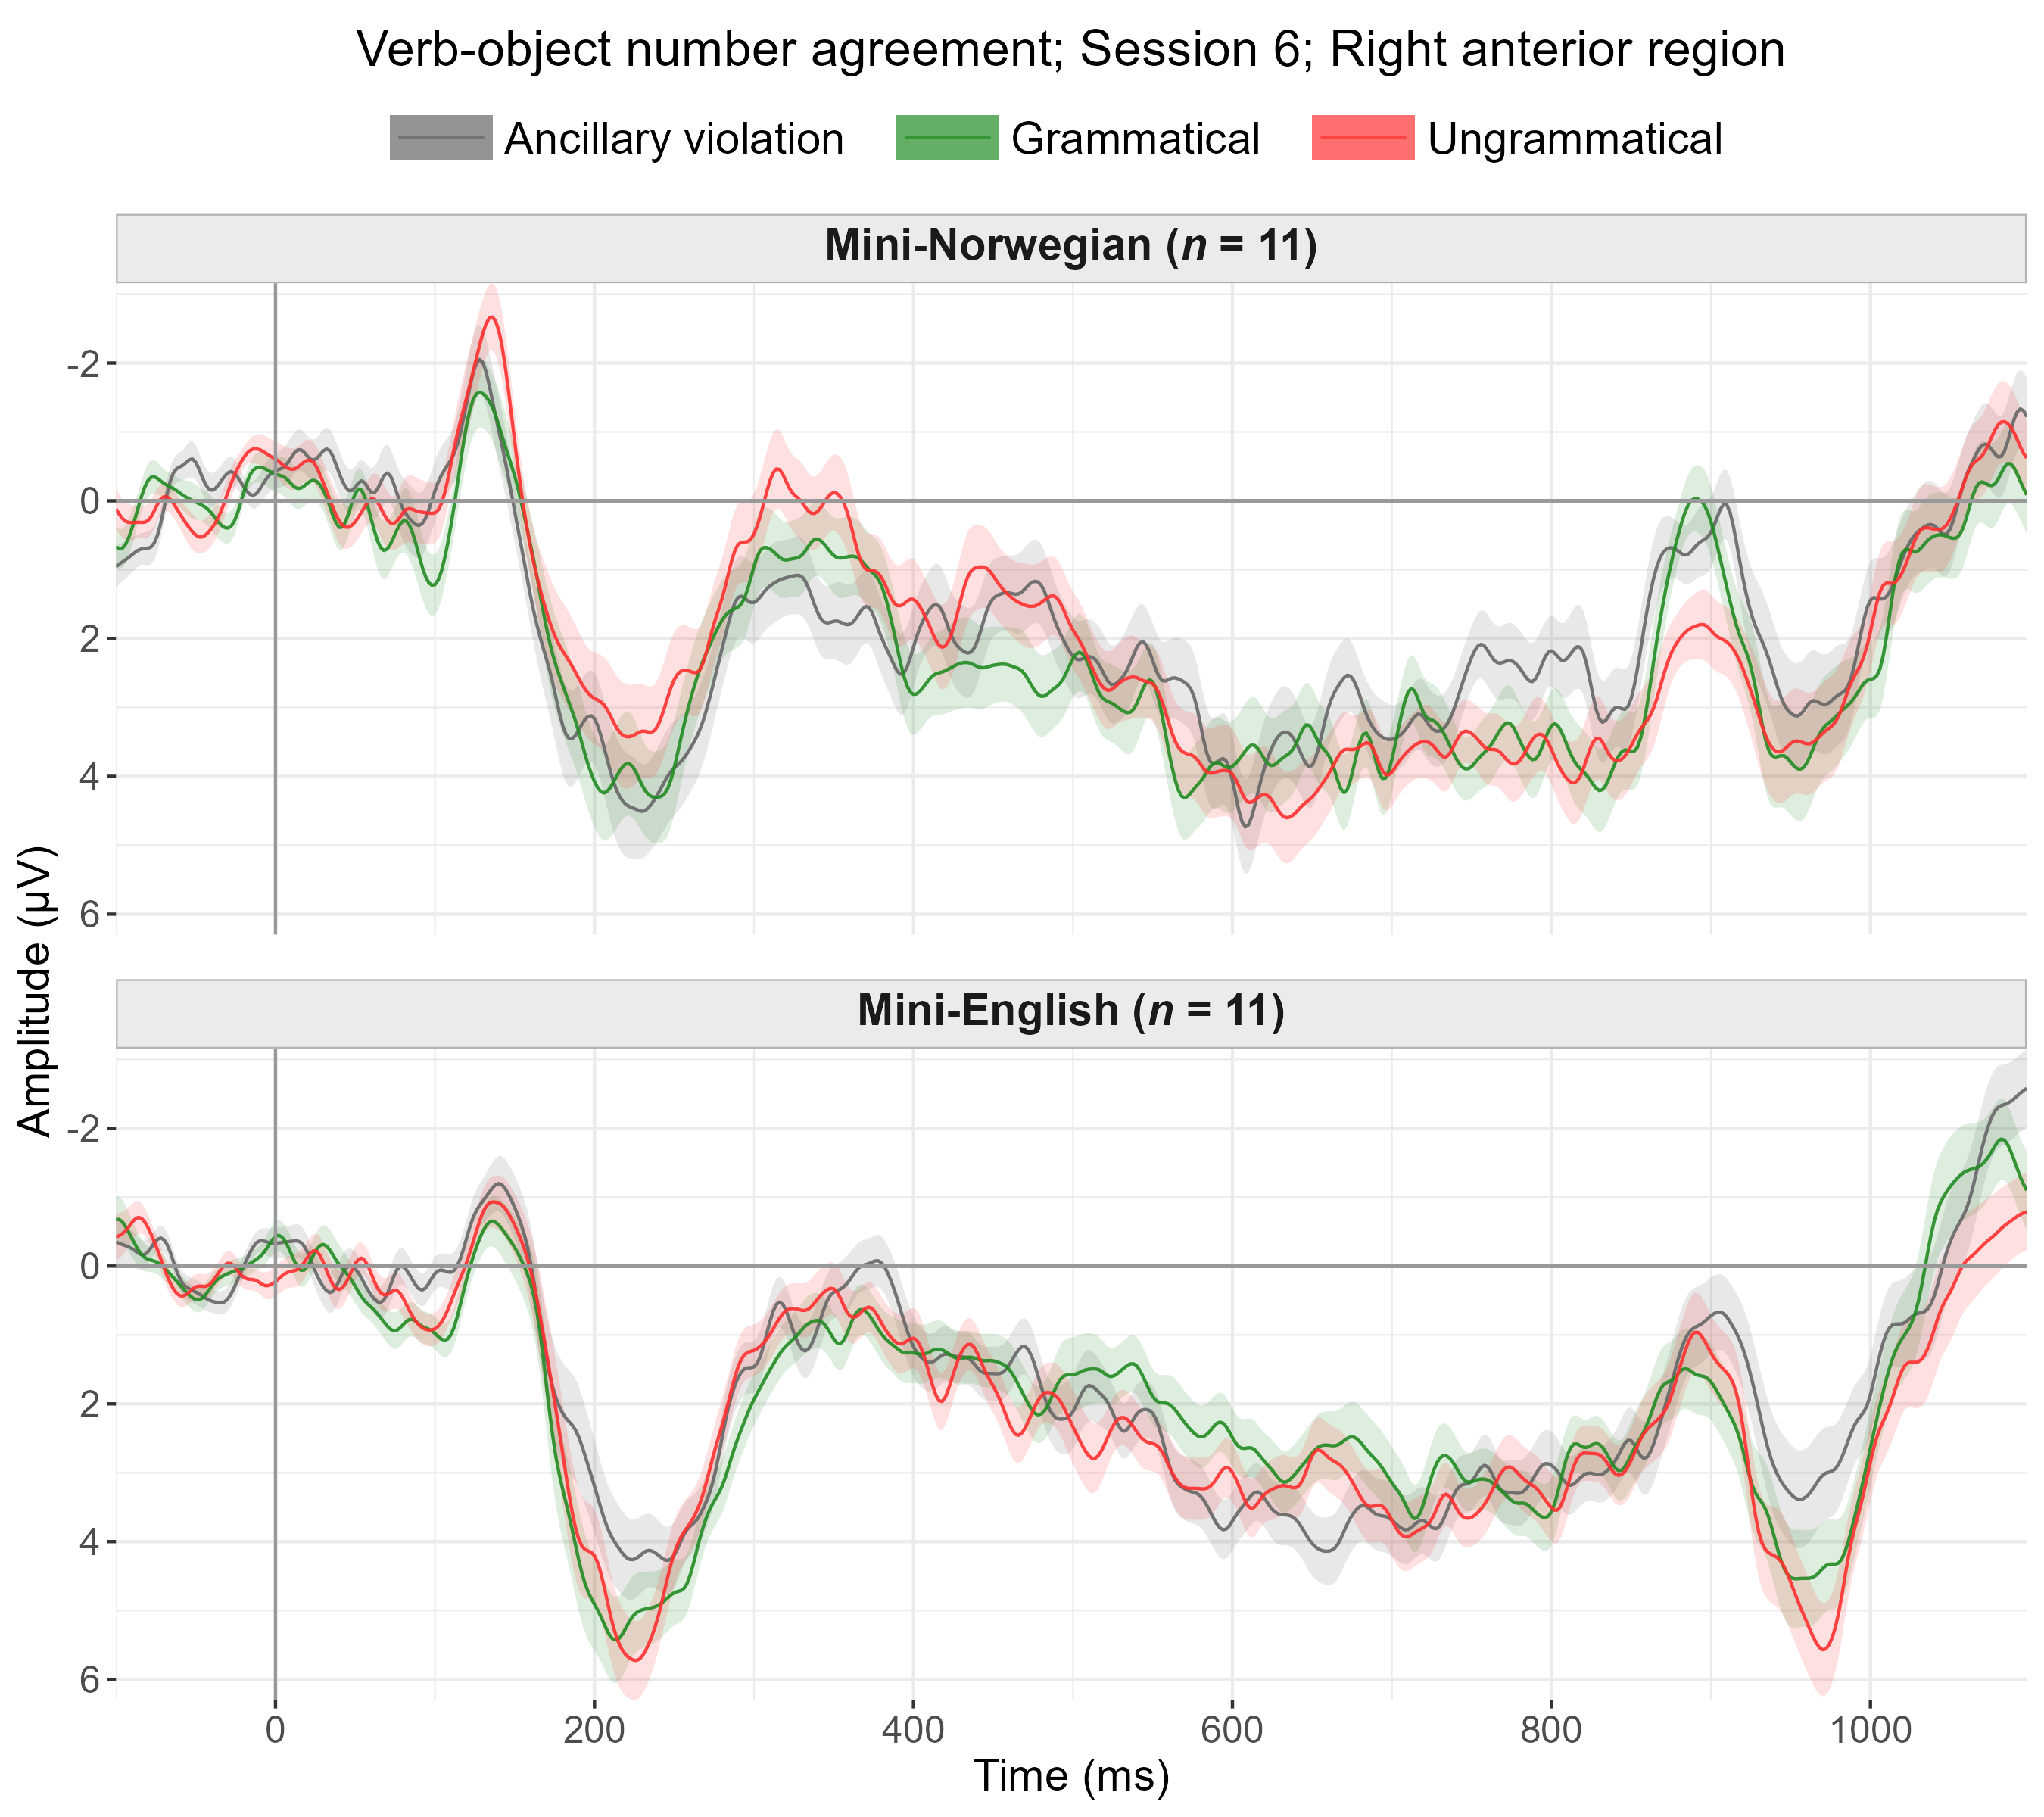 Verb-object number agreement; Session 6; Right anterior region
Ancillary violation Grammatical Ungrammatical
Mini-Norwegian (n = 11)
-2
0
2
4
6
Mini-English (n = 11)
-2
0
2
4
6
0 200 400 600 800 1000
Time (ms)
Amplitude (µV)